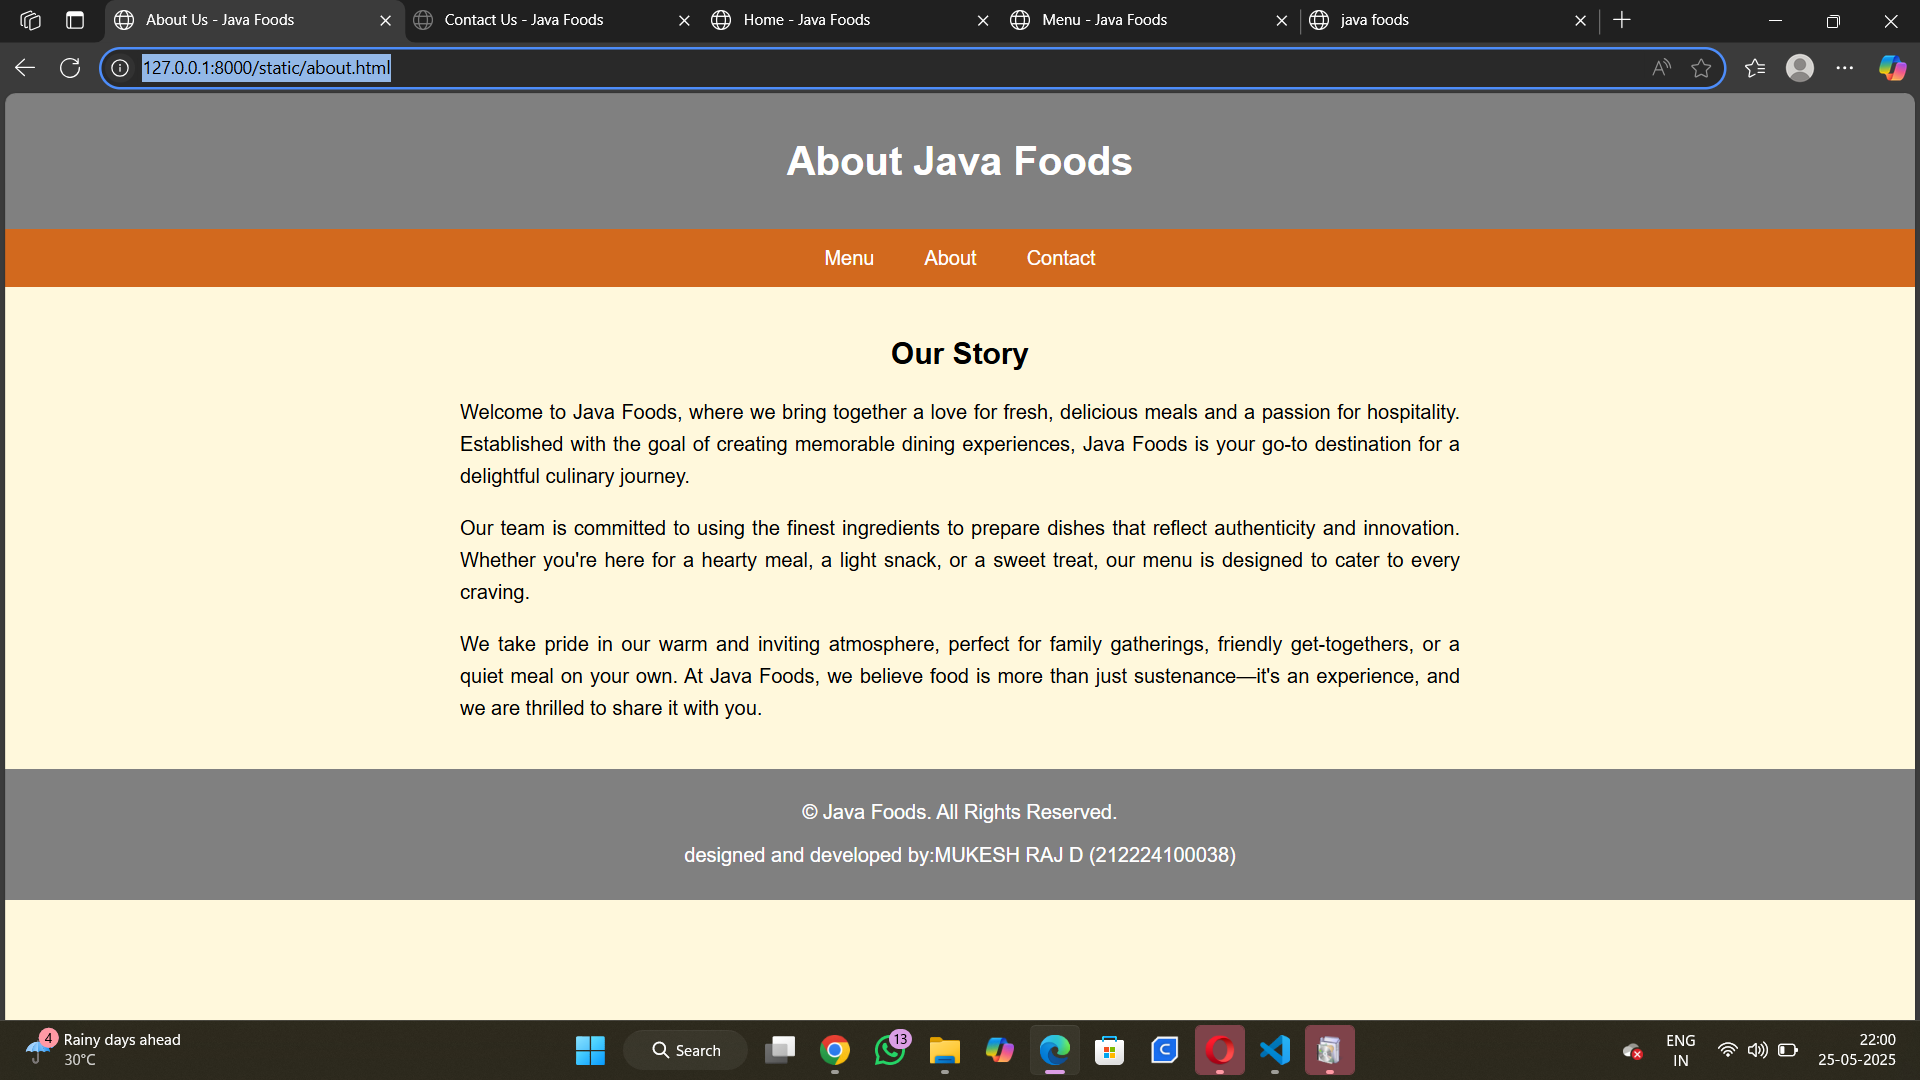 About Us - Java Foods
Contact Us - Java Foods
Home - Java Foods
Menu - Java Foods
java foods
127.0.0.1:8000/static/about.html
About Java Foods
Menu
About
Contact
Our Story
Welcome to Java Foods, where we bring together a love for fresh, delicious meals and a passion for hospitality.
Established with the goal of creating memorable dining experiences, Java Foods is your go-to destination for a
delightful culinary journey.
Our team is committed to using the finest ingredients to prepare dishes that reflect authenticity and innovation.
Whether you're here for a hearty meal, a light snack, or a sweet treat, our menu is designed to cater to every
craving.
We take pride in our warm and inviting atmosphere, perfect for family gatherings, friendly get-togethers, or a
quiet meal on your own. At Java Foods, we believe food is more than just sustenance—it's an experience, and
we are thrilled to share it with you.
© Java Foods. All Rights Reserved.
designed and developed by:MUKESH RAJ D (212224100038)
4
Rainy days ahead
30°C
Search
13
ENG
IN
22:00
25-05-2025